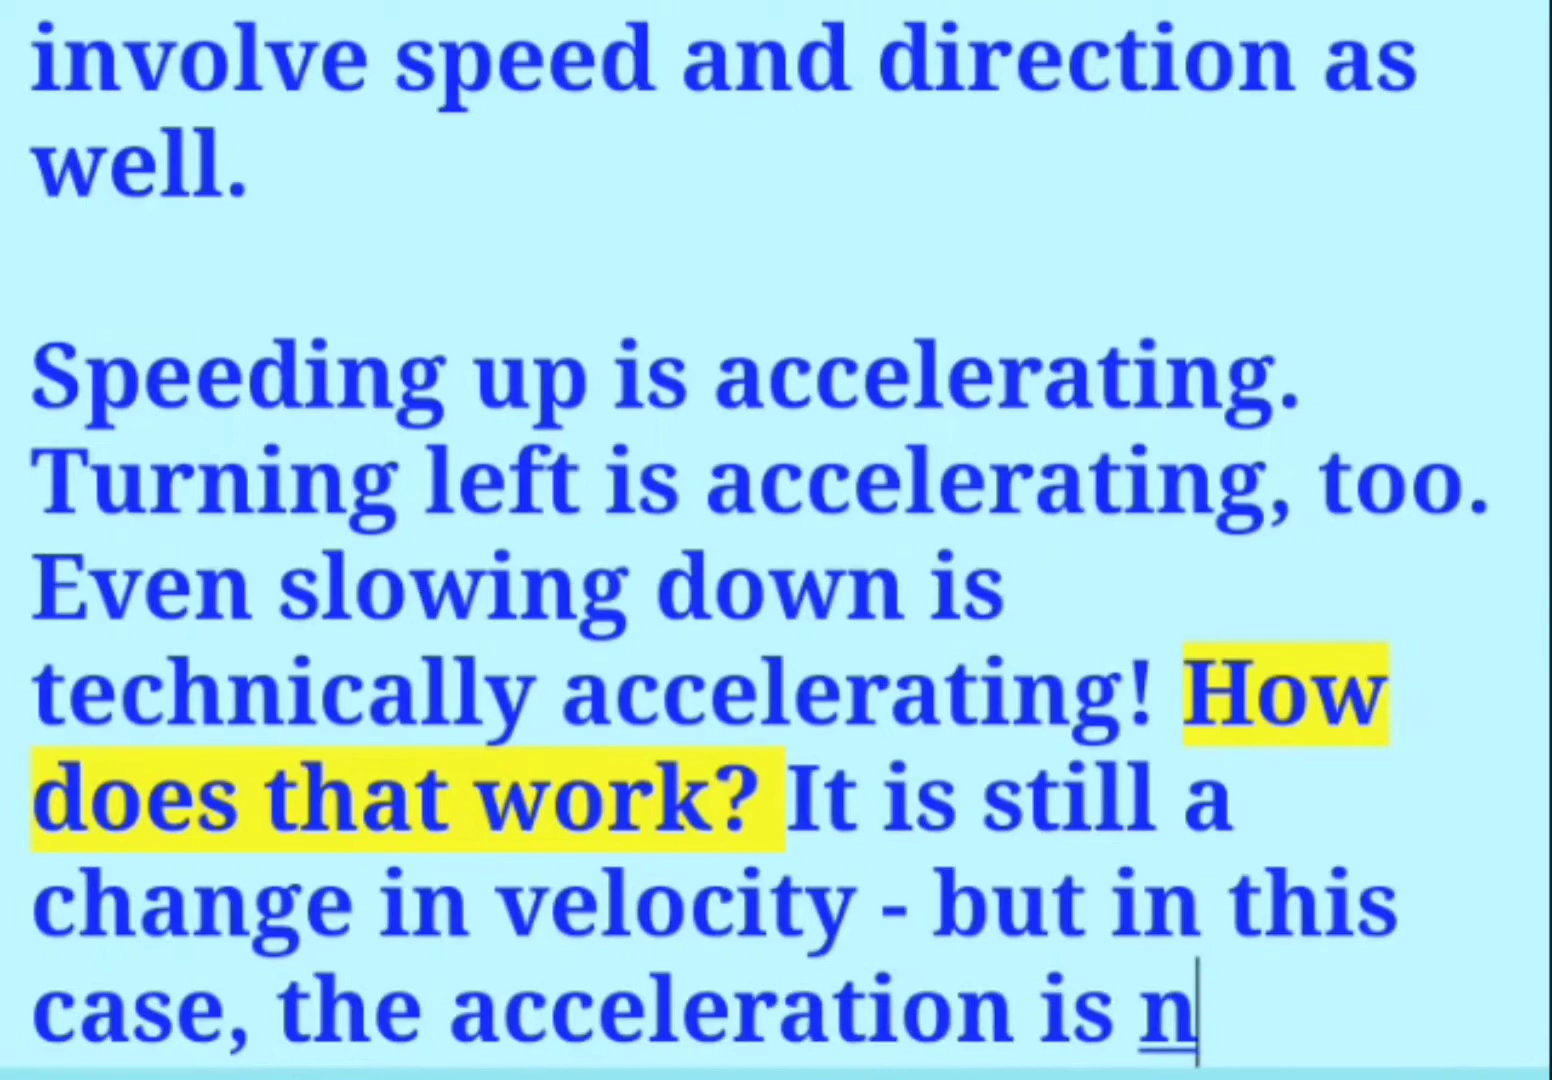 involve speed and direction as
well.
Speeding up is accelerating.
Turning left is accelerating, too.
Even slowing down is
technically accelerating! How
does that work? It is still a
change in velocity - but in this
case, the acceleration is n